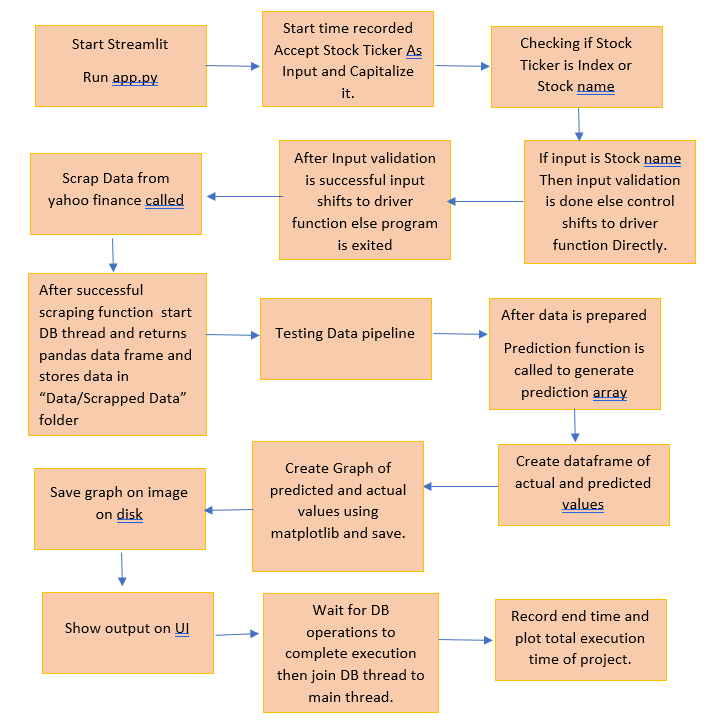 Start Streamlit
Run app.py
Start time recorded
Accept Stock Ticker As
Input and Capitalize
it.
Checking if Stock
Ticker is Index or
Stock name
If input is Stock name
Then input validation
is done else control
shifts to driver
function Directly.
After Input validation
is successful input
shifts to driver
function else program
is exited
Scrap Data from
yahoo finance called
After successful
scraping function start
DB thread and returns
pandas data frame and
stores data in
“Data/Scrapped Data”
folder
Testing Data pipeline
After data is prepared
Prediction function is
called to generate
prediction array
Create dataframe of
actual and predicted
values
Create Graph of
predicted and actual
values using
matplotlib and save.
Save graph on image
on disk
Show output on UI
Wait for DB
operations to
complete execution
then join DB thread to
main thread.
Record end time and
plot total execution
time of project.